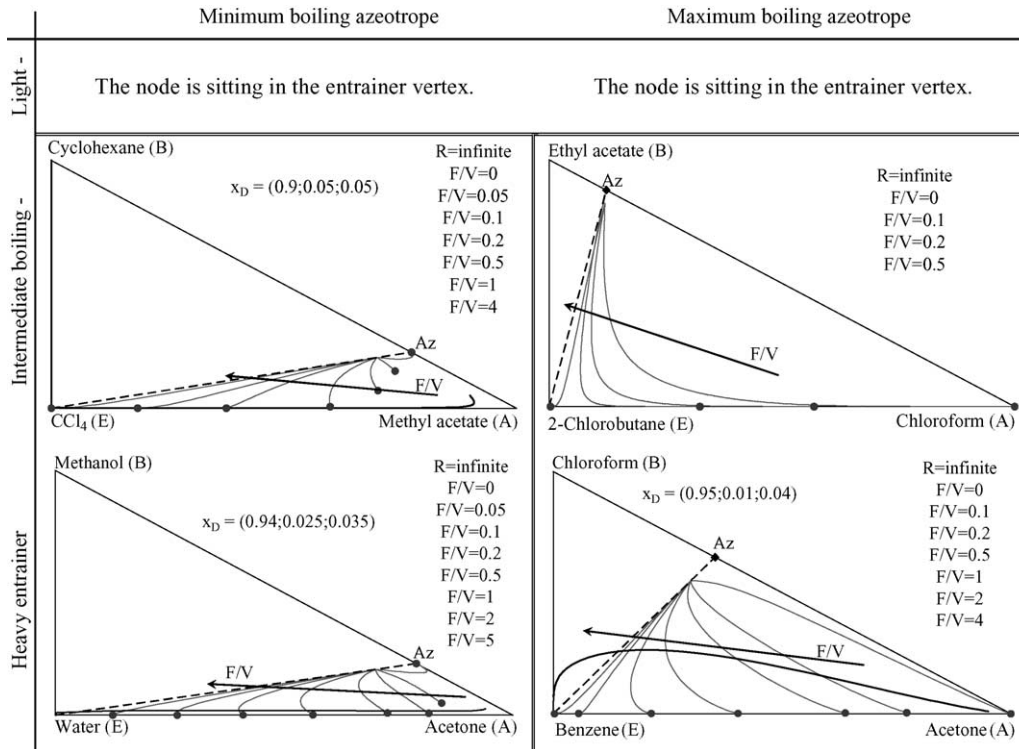 Minimum boiling azeotrope
Maximum boiling azeotrope
Light -
The node is sitting in the entrainer vertex.
The node is sitting in the entrainer vertex.
Intermediate boiling -
Cyclohexane (B)
x_D = (0.9;0.05;0.05)
R=infinite
F/V=0
F/V=0.05
F/V=0.1
F/V=0.2
F/V=0.5
F/V=1
F/V=4
Az
F/V
CCl₄ (E)
Methyl acetate (A)
Ethyl acetate (B)
Az
R=infinite
F/V=0
F/V=0.1
F/V=0.2
F/V=0.5
F/V
2-Chlorobutane (E)
Chloroform (A)
Heavy entrainer
Methanol (B)
x_D = (0.94;0.025;0.035)
R=infinite
F/V=0
F/V=0.05
F/V=0.1
F/V=0.2
F/V=0.5
F/V=1
F/V=2
F/V=5
Az
F/V
Water (E)
Acetone (A)
Chloroform (B)
x_D = (0.95;0.01;0.04)
R=infinite
F/V=0
F/V=0.1
F/V=0.2
F/V=0.5
F/V=1
F/V=2
F/V=4
Az
F/V
Benzene (E)
Acetone (A)